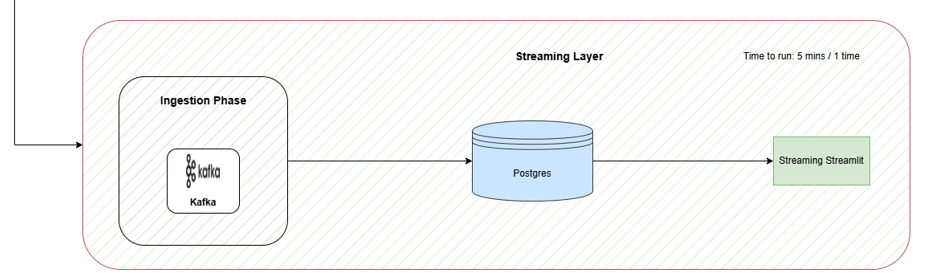 Streaming Layer
Time to run: 5 mins / 1 time
Ingestion Phase
kafka
Kafka
Postgres
Streaming Streamlit